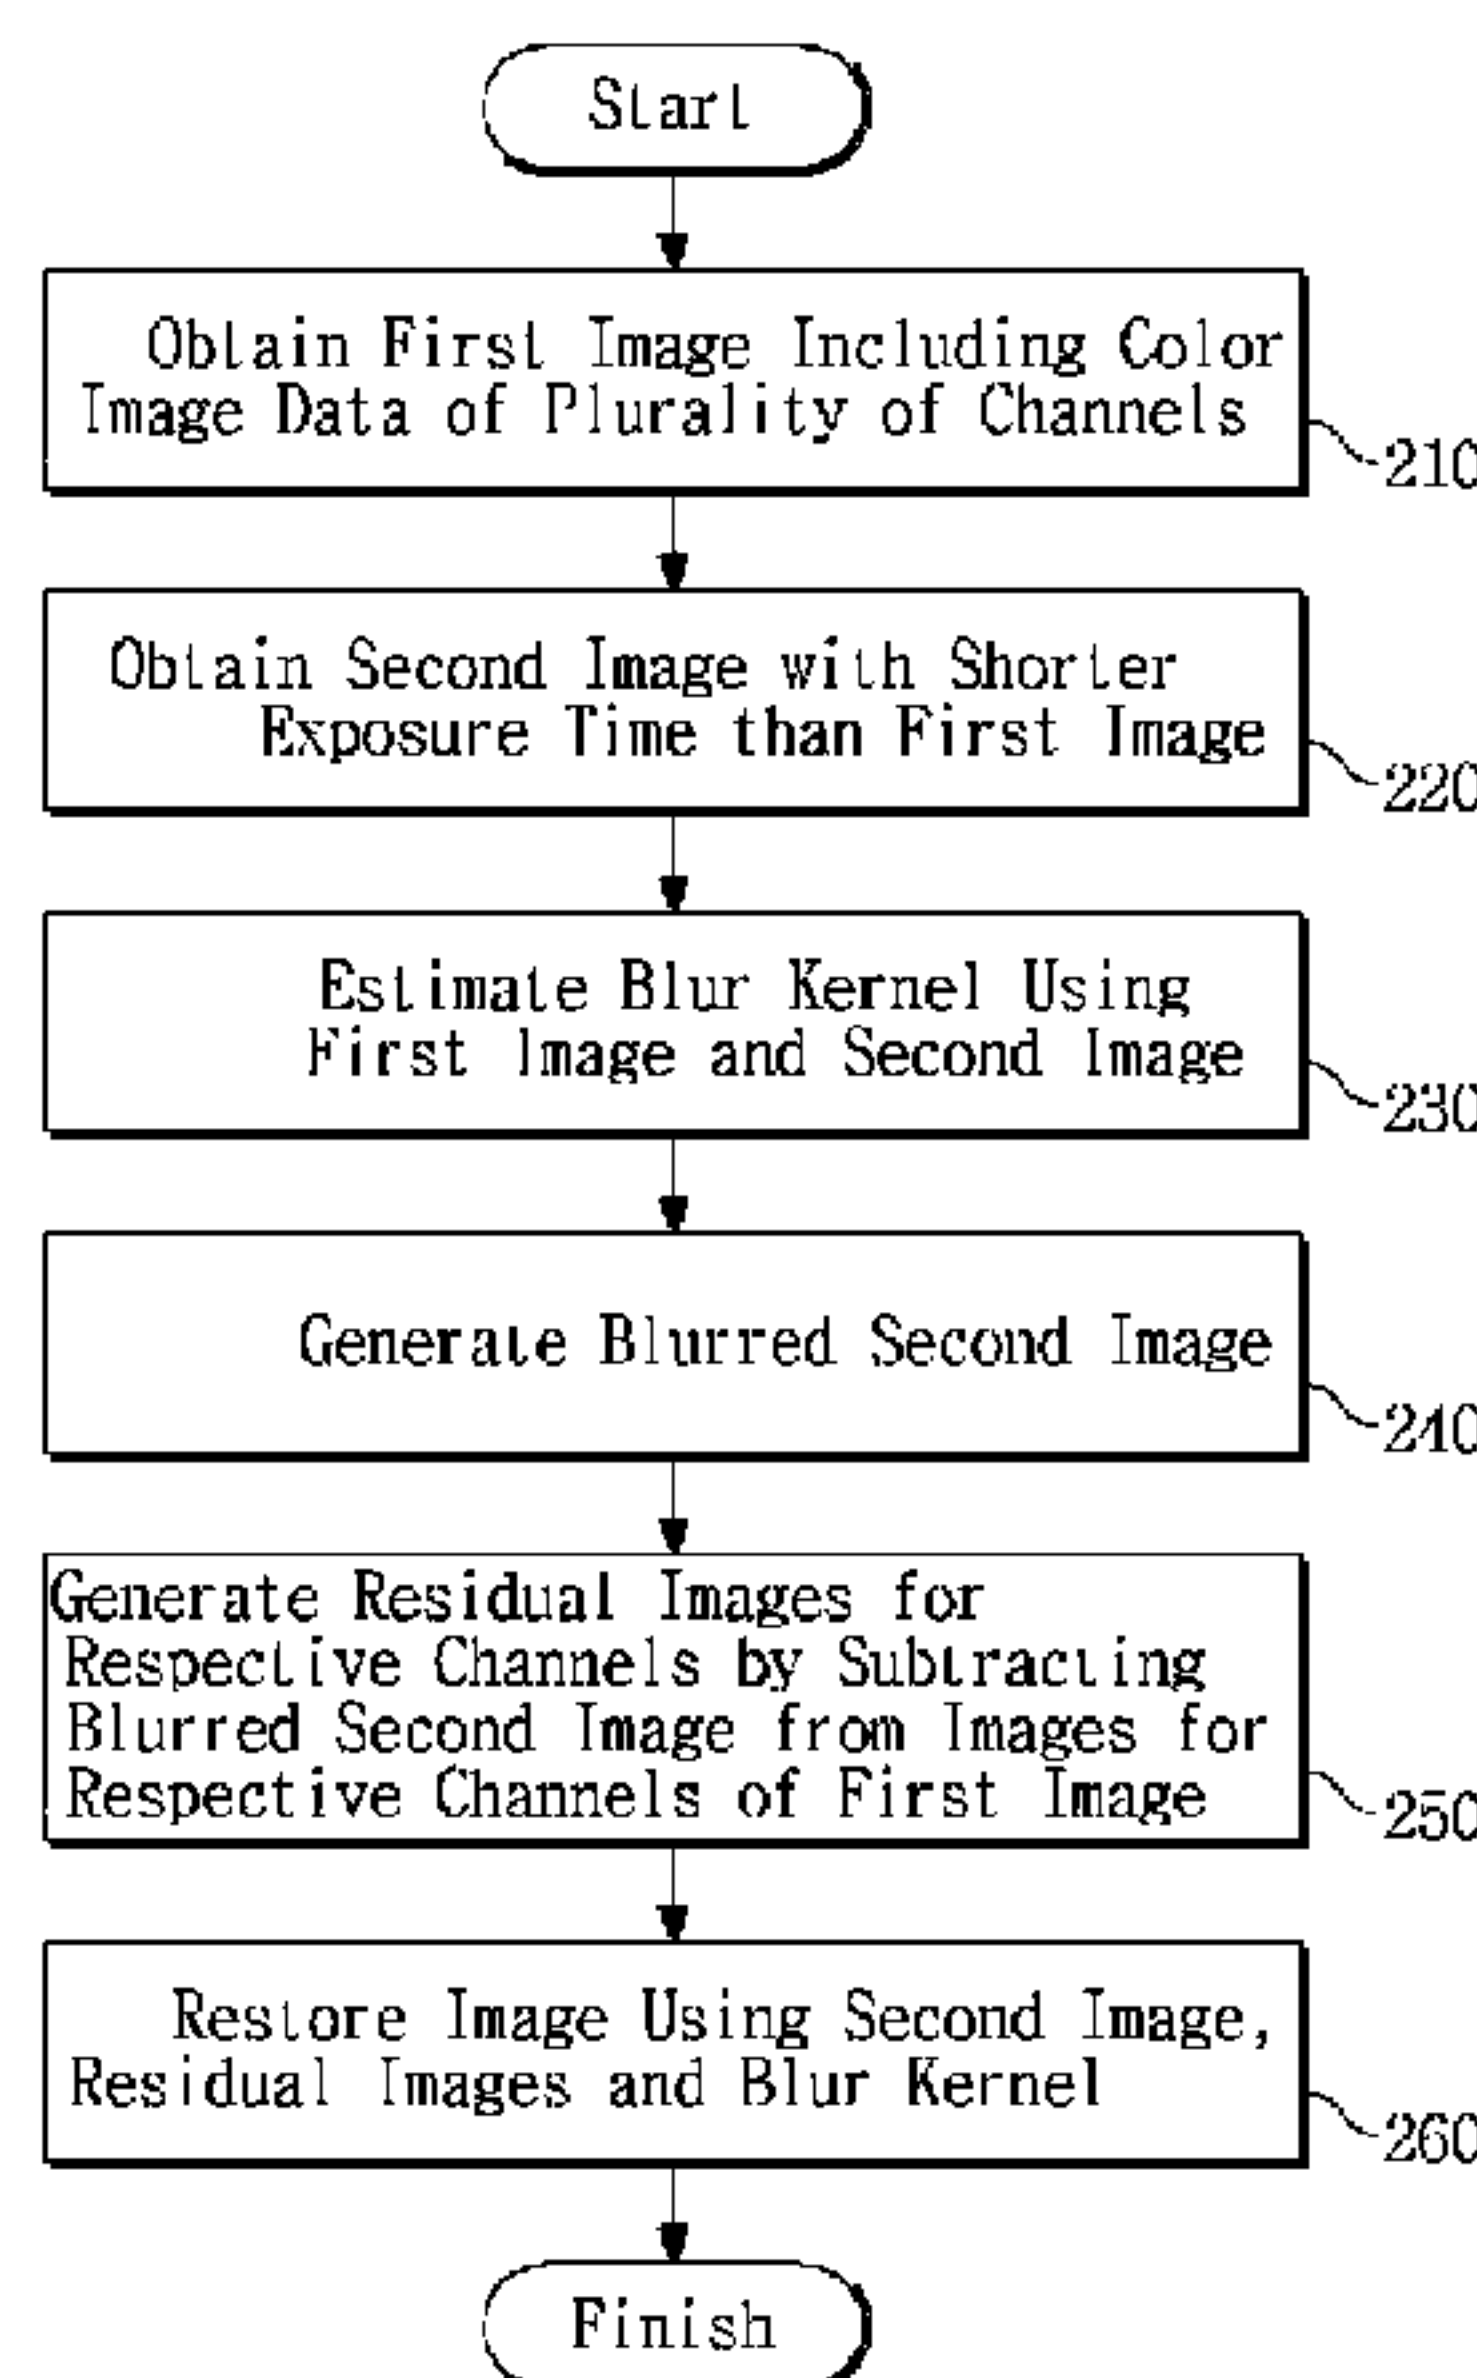 Start
Obtain First Image Including Color
Image Data of Plurality of Channels
210
Obtain Second Image with Shorter
Exposure Time than First Image
220
Estimate Blur Kernel Using
First Image and Second Image
230
Generate Blurred Second Image
240
Generate Residual Images for
Respective Channels by Subtracting
Blurred Second Image from Images for
Respective Channels of First Image
250
Restore Image Using Second Image,
Residual Images and Blur Kernel
260
Finish